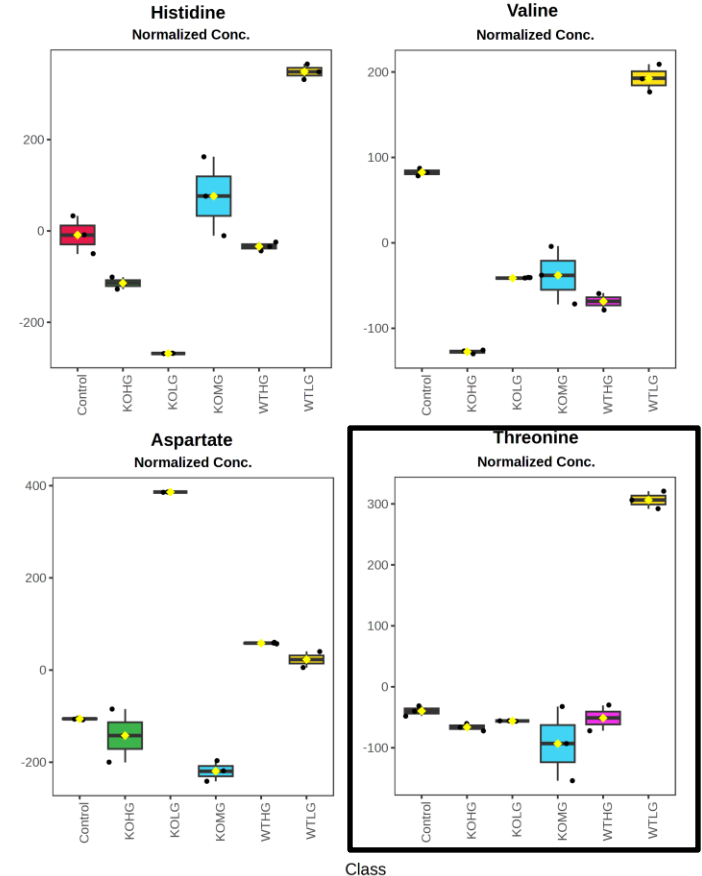 Histidine
Normalized Conc.
200
0
-200
Control
KOHG
KOLG
KOMG
WTHG
WTLG
Valine
Normalized Conc.
200
100
0
-100
Control
KOHG
KOLG
KOMG
WTHG
WTLG
Aspartate
Normalized Conc.
400
200
0
-200
Control
KOHG
KOLG
KOMG
WTHG
WTLG
Threonine
Normalized Conc.
300
200
100
0
-100
Control
KOHG
KOLG
KOMG
WTHG
WTLG
Class